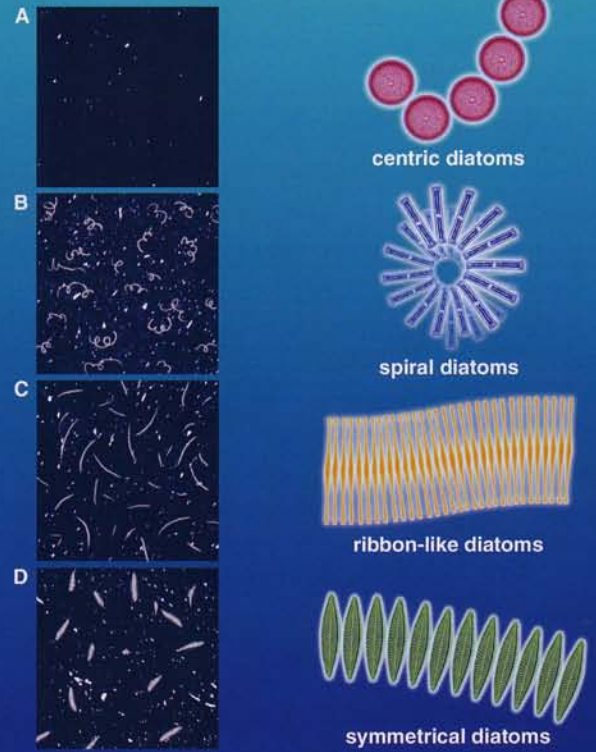 A
centric diatoms
B
spiral diatoms
C
ribbon-like diatoms
D
symmetrical diatoms